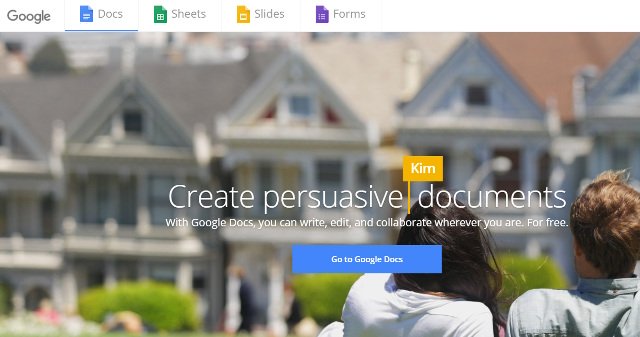 Google Docs Sheets Slides Forms
Kim
Create persuasive documents
With Google Docs, you can write, edit, and collaborate wherever you are. For free.
Go to Google Docs